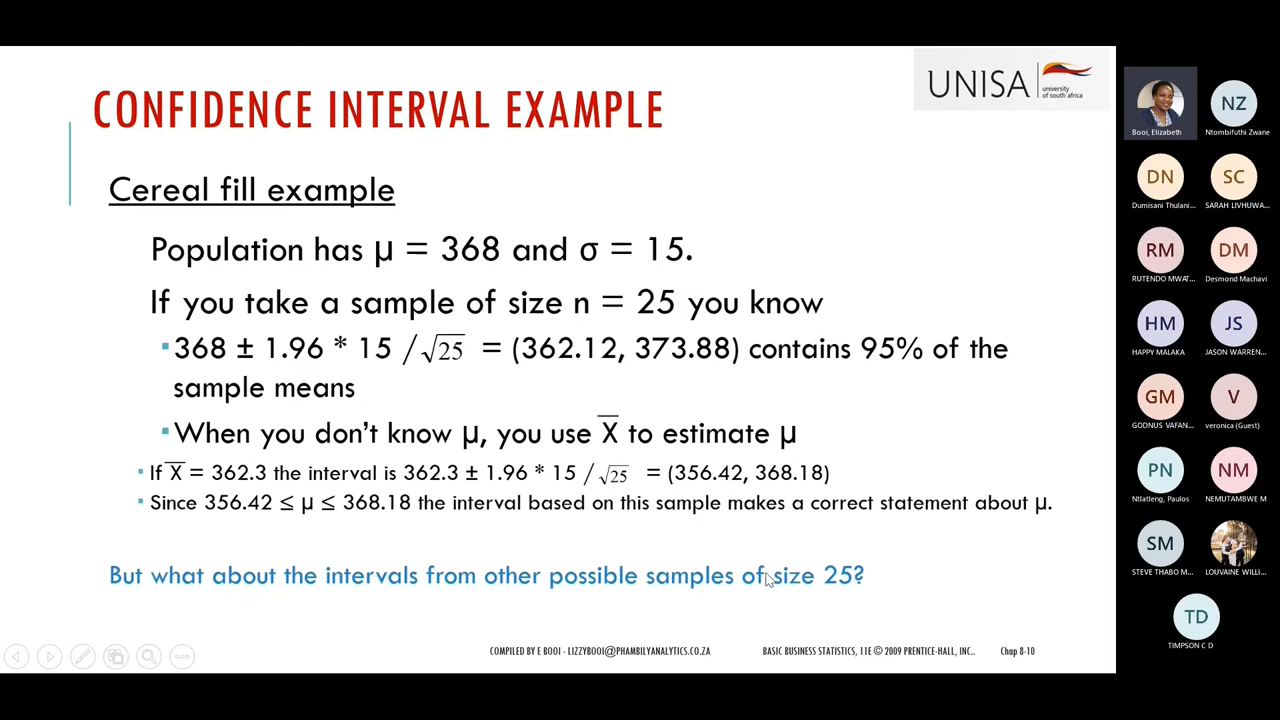 UNISA
university
of south africa
CONFIDENCE INTERVAL EXAMPLE
Cereal fill example
Population has μ = 368 and σ = 15.
If you take a sample of size n = 25 you know
▪368 ± 1.96 * 15 / √25 = (362.12, 373.88) contains 95% of the
sample means
▪When you don’t know μ, you use X̅ to estimate μ
▪ If X̅ = 362.3 the interval is 362.3 ± 1.96 * 15 / √25 = (356.42, 368.18)
▪ Since 356.42 ≤ μ ≤ 368.18 the interval based on this sample makes a correct statement about μ.
But what about the intervals from other possible samples of size 25?
COMPILED BY E BOOI - LIZZYBOOI@PHAMBILYANALYTICS.CO.ZA
BASIC BUSINESS STATISTICS, 11E © 2009 PRENTICE-HALL, INC..
Chap 8-10
Booi, Elizabeth
NZ
Ntombifuthi Zwane
DN
Dumisani Thulani...
SC
SARAH LIVHUWA...
RM
RUTENDO MWAT...
DM
Desmond Machavi
HM
HAPPY MALAKA
JS
JASON WARREN...
GM
GODNUS VAFAN...
V
veronica (Guest)
PN
Ntlatleng, Paulos
NM
NEMUTAMBWE M
SM
STEVE THABO M...
LOUVAINE WILLI...
TD
TIMPSON C D